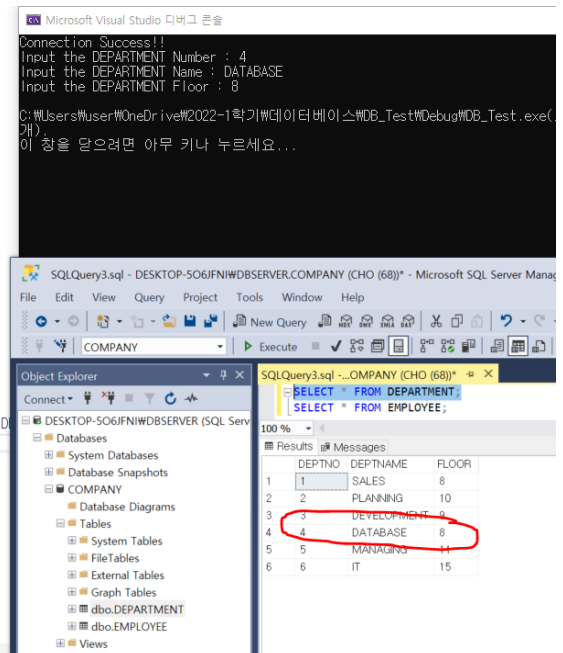 Microsoft Visual Studio 디버그 콘솔
Connection Success!!
Input the DEPARTMENT Number : 4
Input the DEPARTMENT Name : DATABASE
Input the DEPARTMENT Floor : 8
C:₩Users₩user₩OneDrive₩2022-1학기₩데이터베이스₩DB_Test₩Debug₩DB_Test.exe(
개).
이 창을 닫으려면 아무 키나 누르세요...
SQLQuery3.sql - DESKTOP-5O6JFNI₩DBSERVER.COMPANY (CHO (68))* - Microsoft SQL Server Manag
File Edit View Query Project Tools Window Help
New Query MDX DMX XMLA DAX
COMPANY Execute
Object Explorer
SQLQuery3.sql -...OMPANY (CHO (68))*
Connect
SELECT * FROM DEPARTMENT;
SELECT * FROM EMPLOYEE;
DESKTOP-5O6JFNI₩DBSERVER (SQL Serv
Databases
System Databases
Database Snapshots
COMPANY
Database Diagrams
Tables
System Tables
FileTables
External Tables
Graph Tables
dbo.DEPARTMENT
dbo.EMPLOYEE
Views
100 %
Results Messages
DEPTNO DEPTNAME FLOOR
1 1 SALES 8
2 2 PLANNING 10
3 3 DEVELOPMENT 9
4 4 DATABASE 8
5 5 MANAGING 11
6 6 IT 15